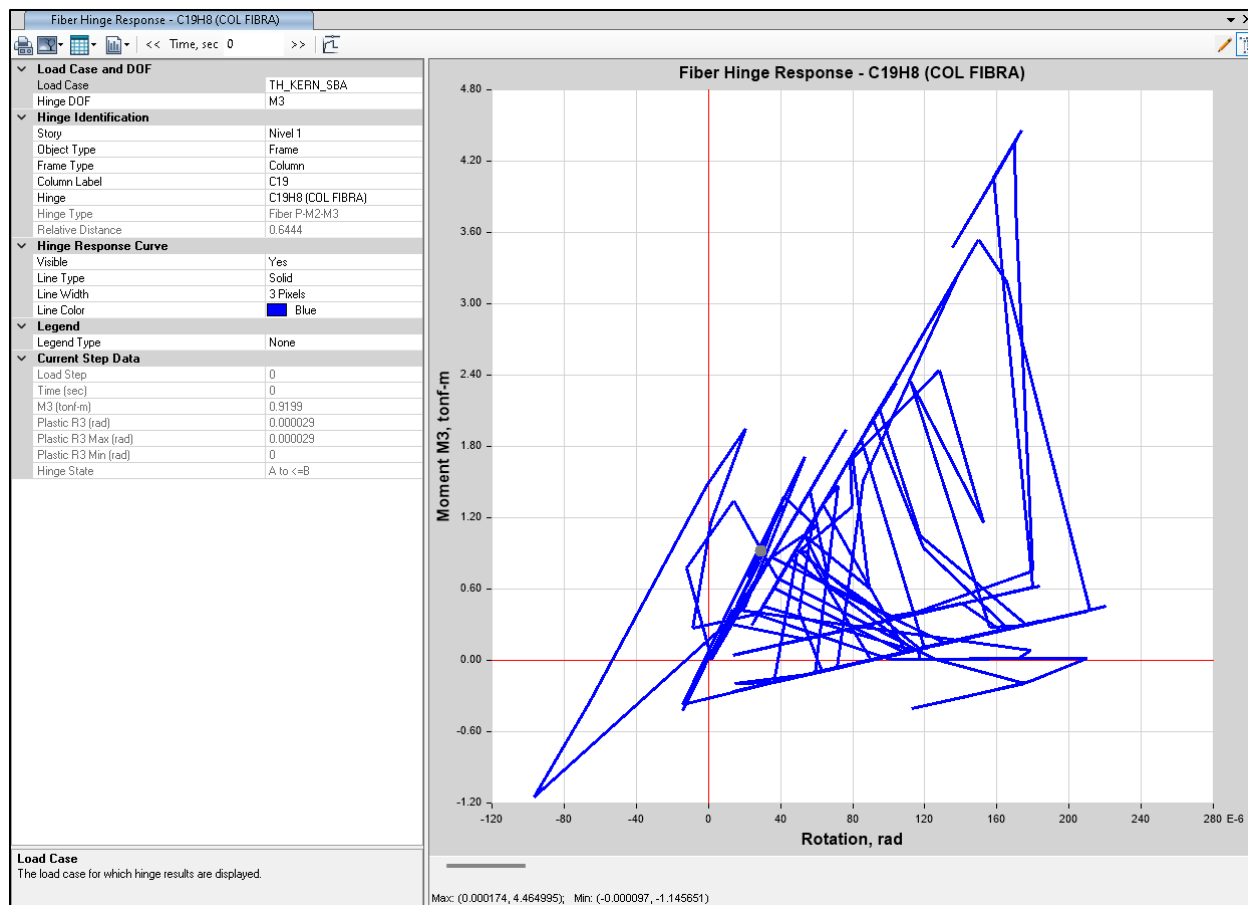 Fiber Hinge Response - C19H8 (COL FIBRA)
<< Time, sec 0 >>
Load Case and DOF
Load Case TH_KERN_SBA
Hinge DOF M3
Hinge Identification
Story Nivel 1
Object Type Frame
Frame Type Column
Column Label C19
Hinge C19H8 (COL FIBRA)
Hinge Type Fiber P-M2-M3
Relative Distance 0.6444
Hinge Response Curve
Visible Yes
Line Type Solid
Line Width 3 Pixels
Line Color Blue
Legend
Legend Type None
Current Step Data
Load Step 0
Time (sec) 0
M3 (tonf-m) 0.9199
Plastic R3 (rad) 0.000029
Plastic R3 Max (rad) 0.000029
Plastic R3 Min (rad) 0
Hinge State A to <=B
Load Case
The load case for which hinge results are displayed.
Fiber Hinge Response - C19H8 (COL FIBRA)
Moment M3, tonf-m
4.80
4.20
3.60
3.00
2.40
1.80
1.20
0.60
0.00
-0.60
-1.20
-120 -80 -40 0 40 80 120 160 200 240 280 E-6
Rotation, rad
Max: (0.000174, 4.464995); Min: (-0.000097, -1.145651)